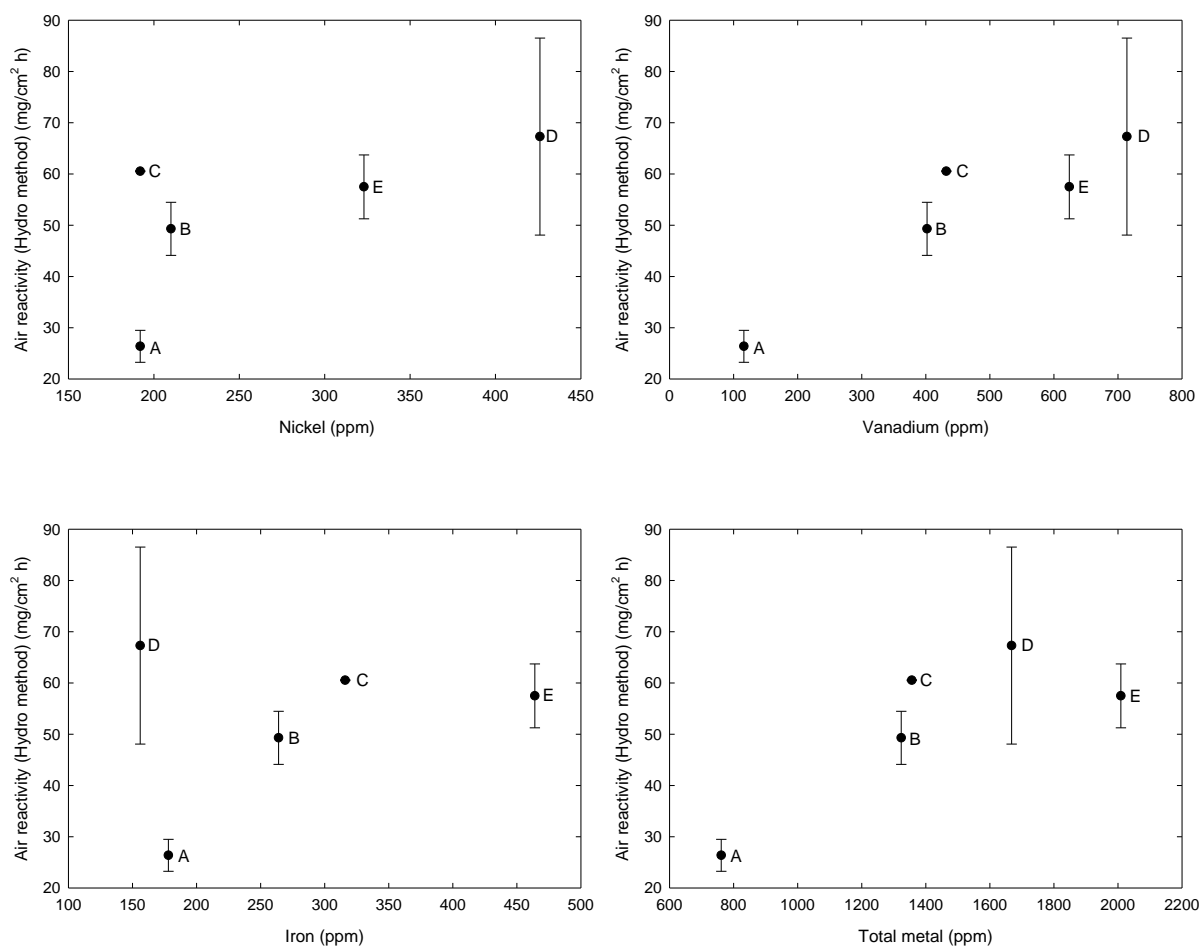 90
80
70
60
50
40
30
20
Air reactivity (Hydro method) (mg/cm² h)
C
B
A
E
D
150 200 250 300 350 400 450
Nickel (ppm)
90
80
70
60
50
40
30
20
Air reactivity (Hydro method) (mg/cm² h)
A
B
C
E
D
0 100 200 300 400 500 600 700 800
Vanadium (ppm)
90
80
70
60
50
40
30
20
Air reactivity (Hydro method) (mg/cm² h)
D
A
B
C
E
100 150 200 250 300 350 400 450 500
Iron (ppm)
90
80
70
60
50
40
30
20
Air reactivity (Hydro method) (mg/cm² h)
A
B
C
D
E
600 800 1000 1200 1400 1600 1800 2000 2200
Total metal (ppm)